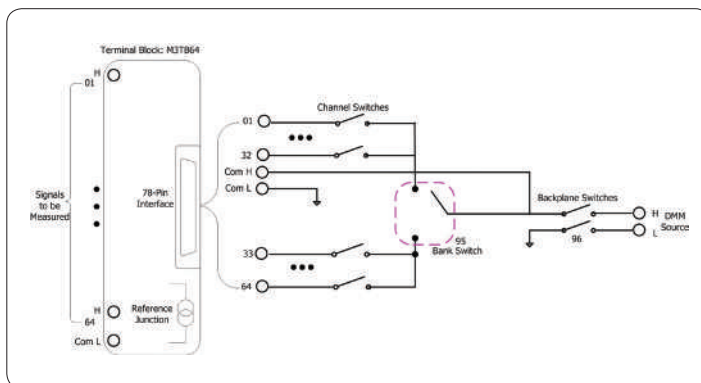 Terminal Block: M3TB64
H
01
Signals
to be
Measured
78-Pin
Interface
H
64
Com L
Reference
Junction
01
Channel Switches
32
Com H
Com L
33
64
95
Bank Switch
Backplane Switches
96
H
DMM
Source
L